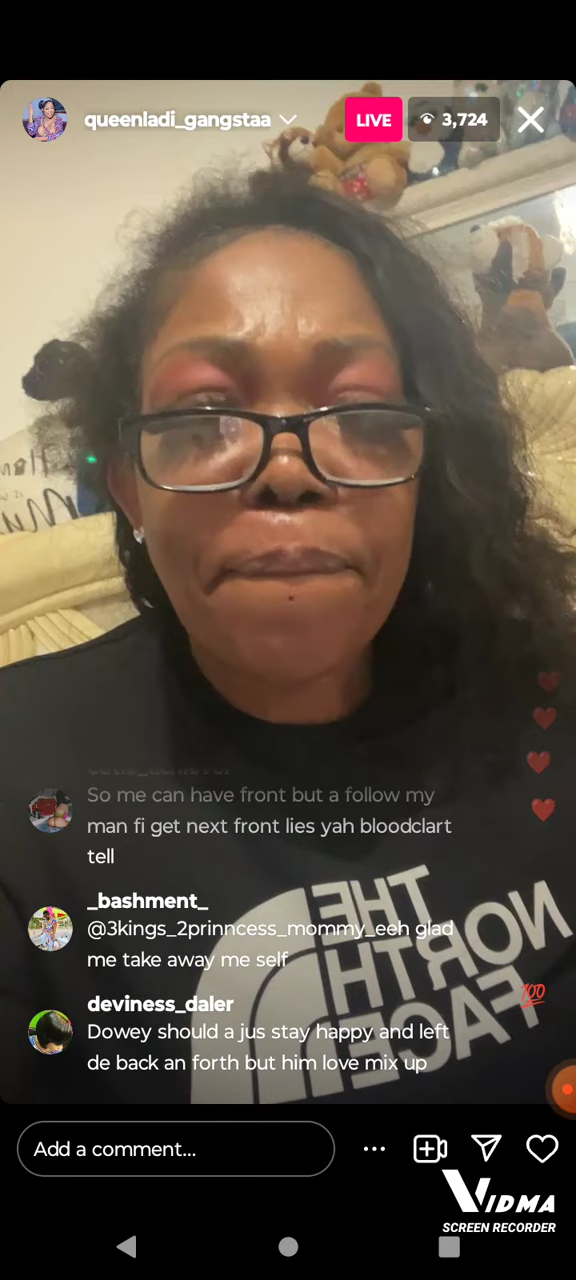 queenladi_gangstaa
LIVE
3,724
So me can have front but a follow my
man fi get next front lies yah bloodclart
tell
_bashment_
@3kings_2prinncess_mommy_eeh glad
me take away me self
deviness_daler
Dowey should a jus stay happy and left
de back an forth but him love mix up
THE
NORTH
FACE
100
Add a comment...
VIDMA
SCREEN RECORDER